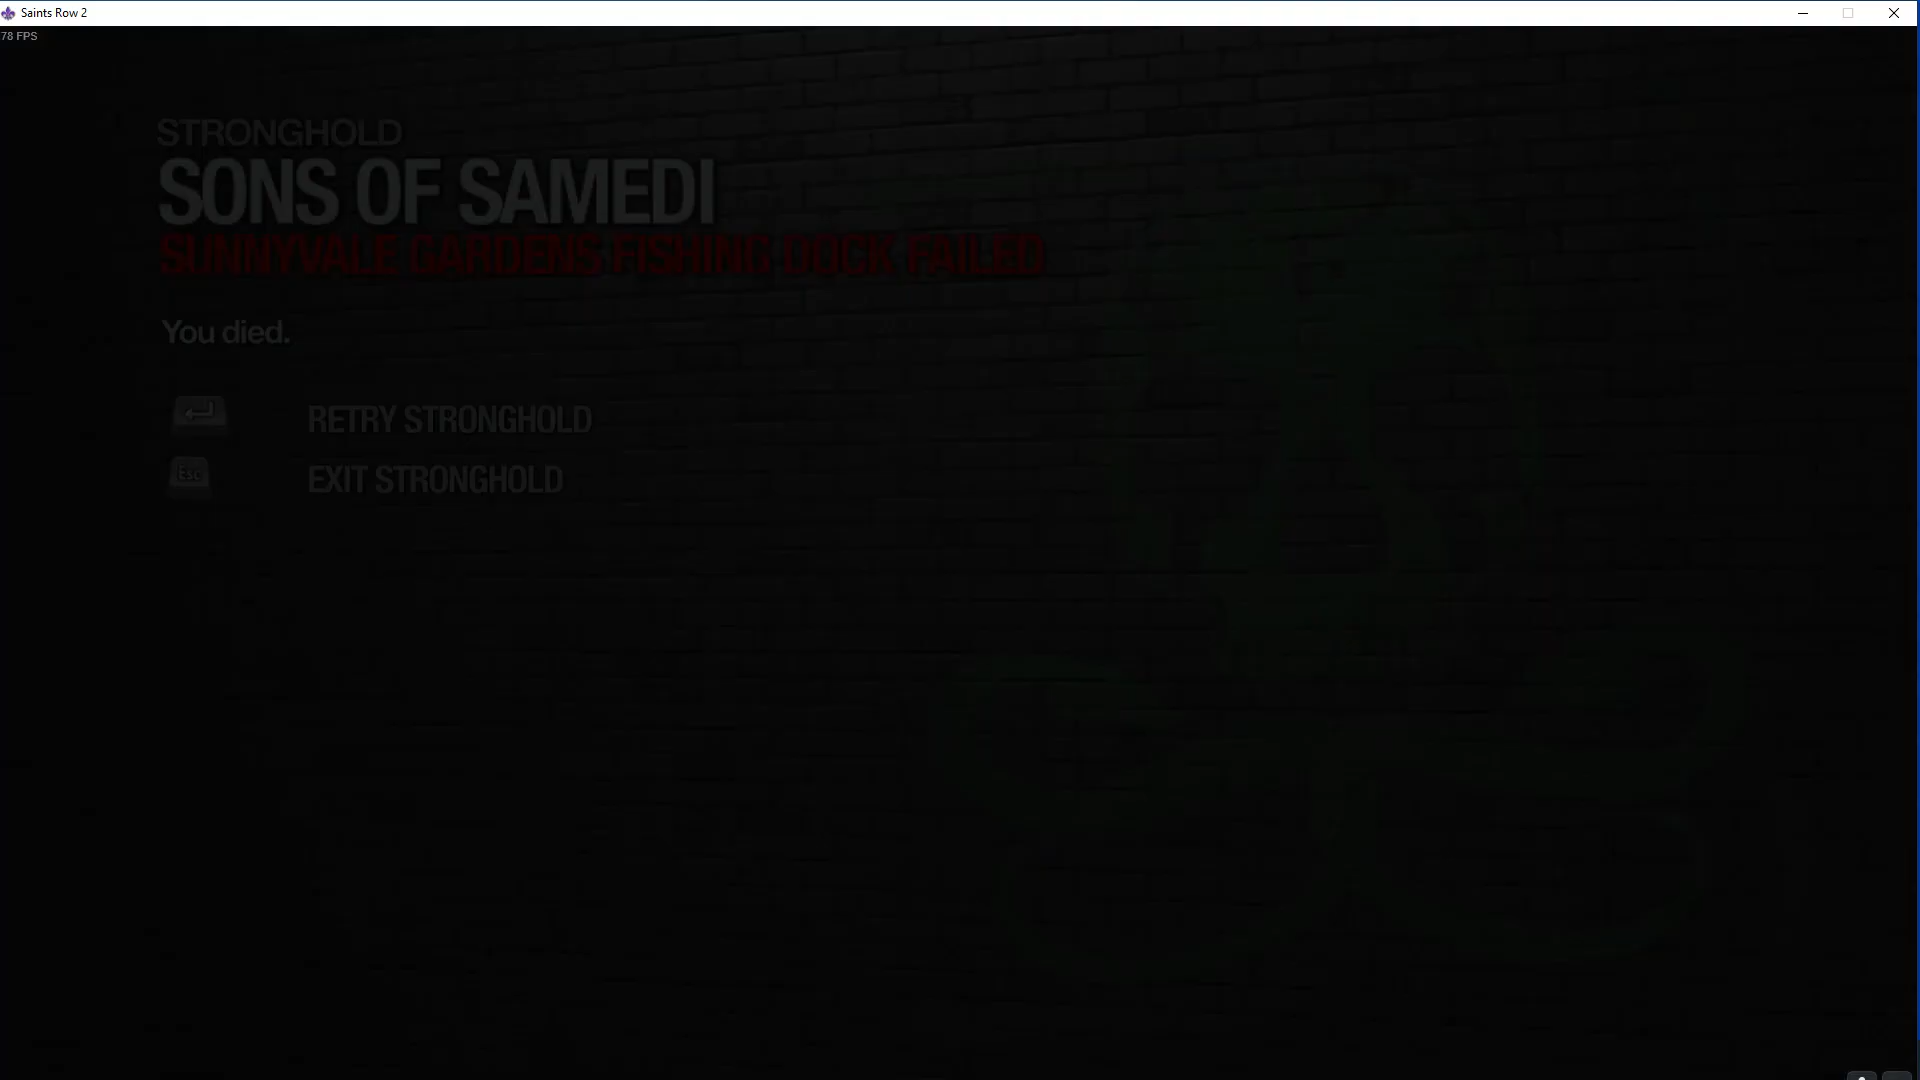 Saints Row 2
78 FPS
STRONGHOLD
SONS OF SAMEDI
SUNNYVALE GARDENS FISHING DOCK FAILED
You died.
RETRY STRONGHOLD
Esc
EXIT STRONGHOLD